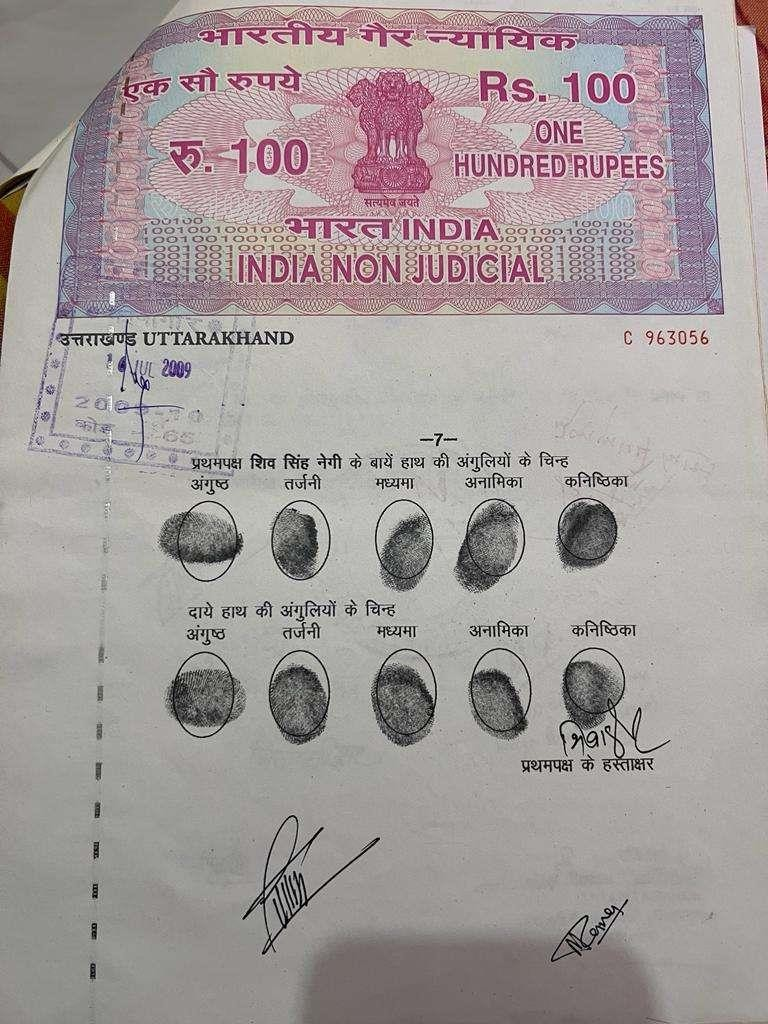 भारतीय गैर न्यायिक
एक सौ रुपये
Rs. 100
रु. 100
ONE
HUNDRED RUPEES
सत्यमेव जयते
भारत INDIA
INDIA NON JUDICIAL
उत्तराखण्ड UTTARAKHAND
C 963056
JUL 2009
कोड
—7—
प्रथमपक्ष शिव सिंह नेगी के बायें हाथ की अंगुलियों के चिन्ह
अंगुष्ठ तर्जनी मध्यमा अनामिका कनिष्ठिका
दाये हाथ की अंगुलियों के चिन्ह
अंगुष्ठ तर्जनी मध्यमा अनामिका कनिष्ठिका
प्रथमपक्ष के हस्ताक्षर